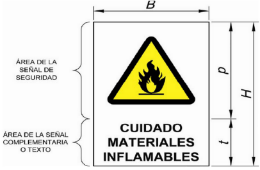 B
ÁREA DE LA
SEÑAL DE
SEGURIDAD
p
H
ÁREA DE LA SEÑAL
COMPLEMENTARIA
O TEXTO
CUIDADO
MATERIALES
INFLAMABLES
t